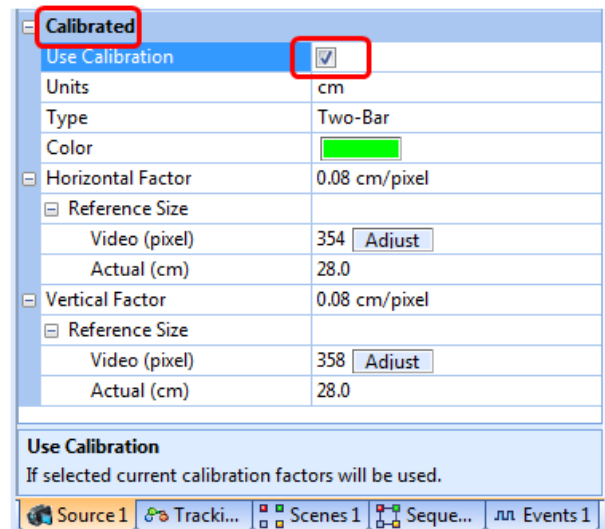 Calibrated
Use Calibration
Units cm
Type Two-Bar
Color
Horizontal Factor 0.08 cm/pixel
Reference Size
Video (pixel) 354 Adjust
Actual (cm) 28.0
Vertical Factor 0.08 cm/pixel
Reference Size
Video (pixel) 358 Adjust
Actual (cm) 28.0
Use Calibration
If selected current calibration factors will be used.
Source 1 Tracki... Scenes 1 Seque... Events 1